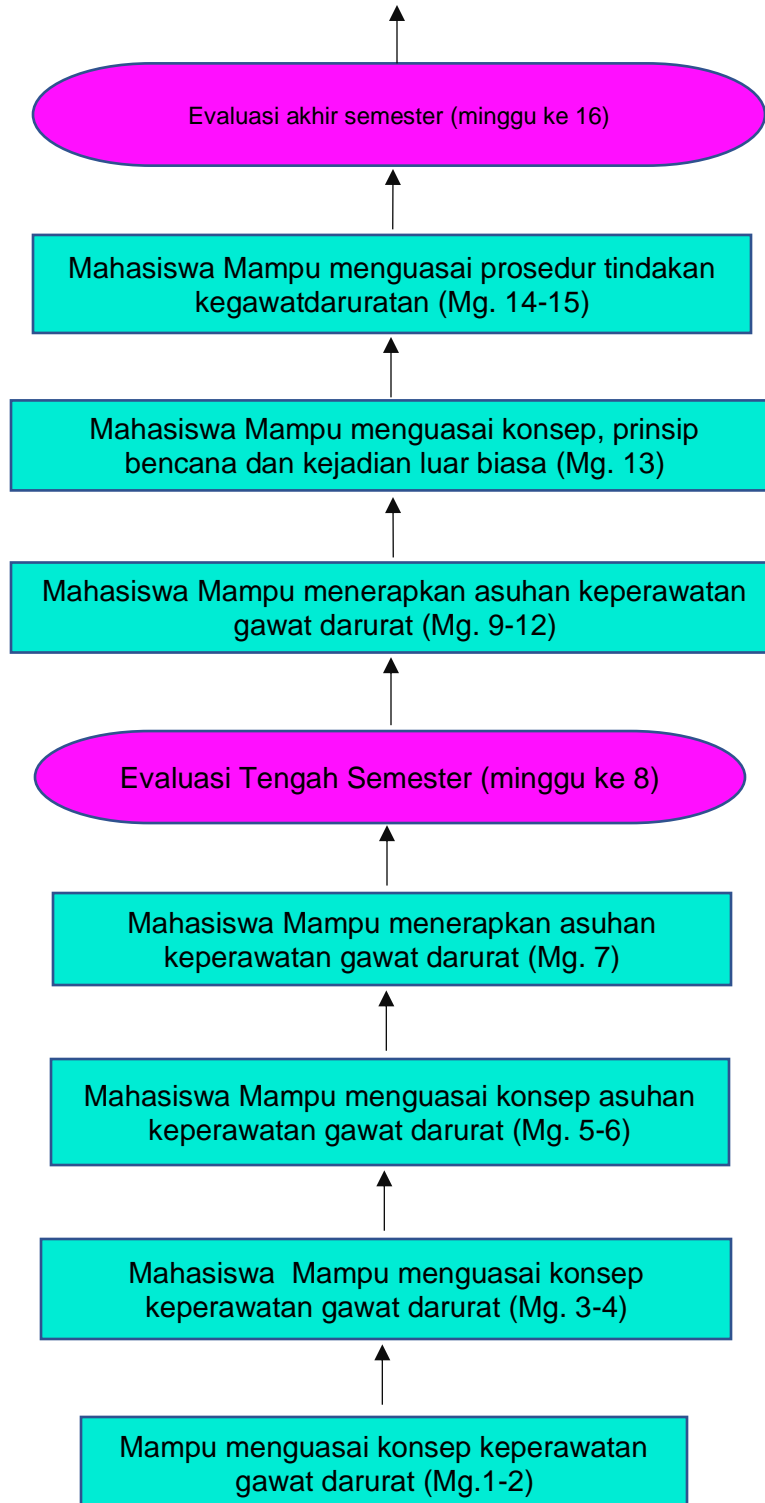 Evaluasi akhir semester (minggu ke 16)
Mahasiswa Mampu menguasai prosedur tindakan
kegawatdaruratan (Mg. 14-15)
Mahasiswa Mampu menguasai konsep, prinsip
bencana dan kejadian luar biasa (Mg. 13)
Mahasiswa Mampu menerapkan asuhan keperawatan
gawat darurat (Mg. 9-12)
Evaluasi Tengah Semester (minggu ke 8)
Mahasiswa Mampu menerapkan asuhan
keperawatan gawat darurat (Mg. 7)
Mahasiswa Mampu menguasai konsep asuhan
keperawatan gawat darurat (Mg. 5-6)
Mahasiswa  Mampu menguasai konsep
keperawatan gawat darurat (Mg. 3-4)
Mampu menguasai konsep keperawatan
gawat darurat (Mg.1-2)